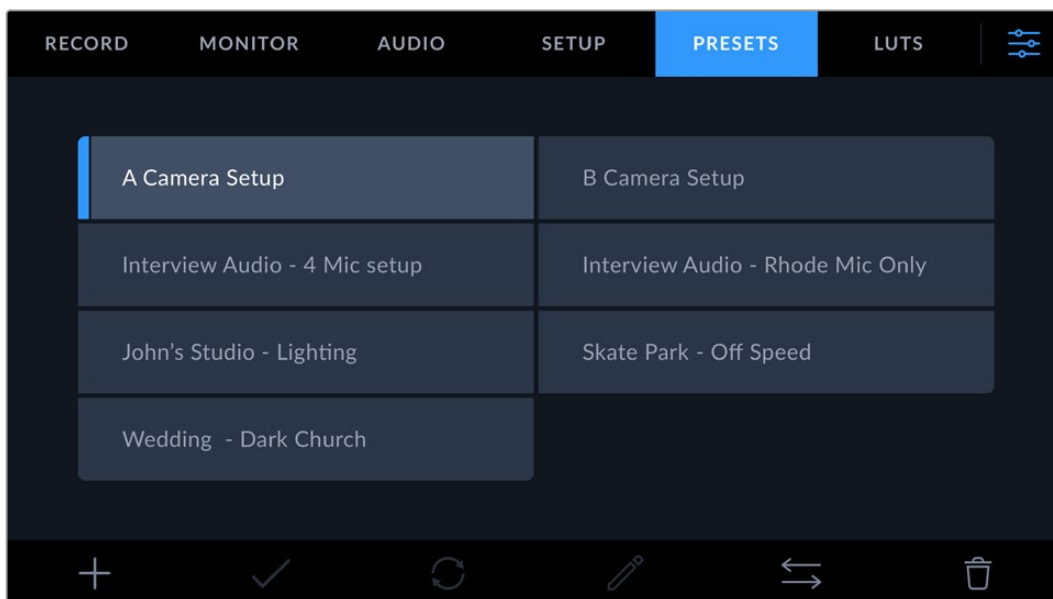 RECORD MONITOR AUDIO SETUP PRESETS LUTS
A Camera Setup B Camera Setup
Interview Audio - 4 Mic setup Interview Audio - Rhode Mic Only
John’s Studio - Lighting Skate Park - Off Speed
Wedding  - Dark Church